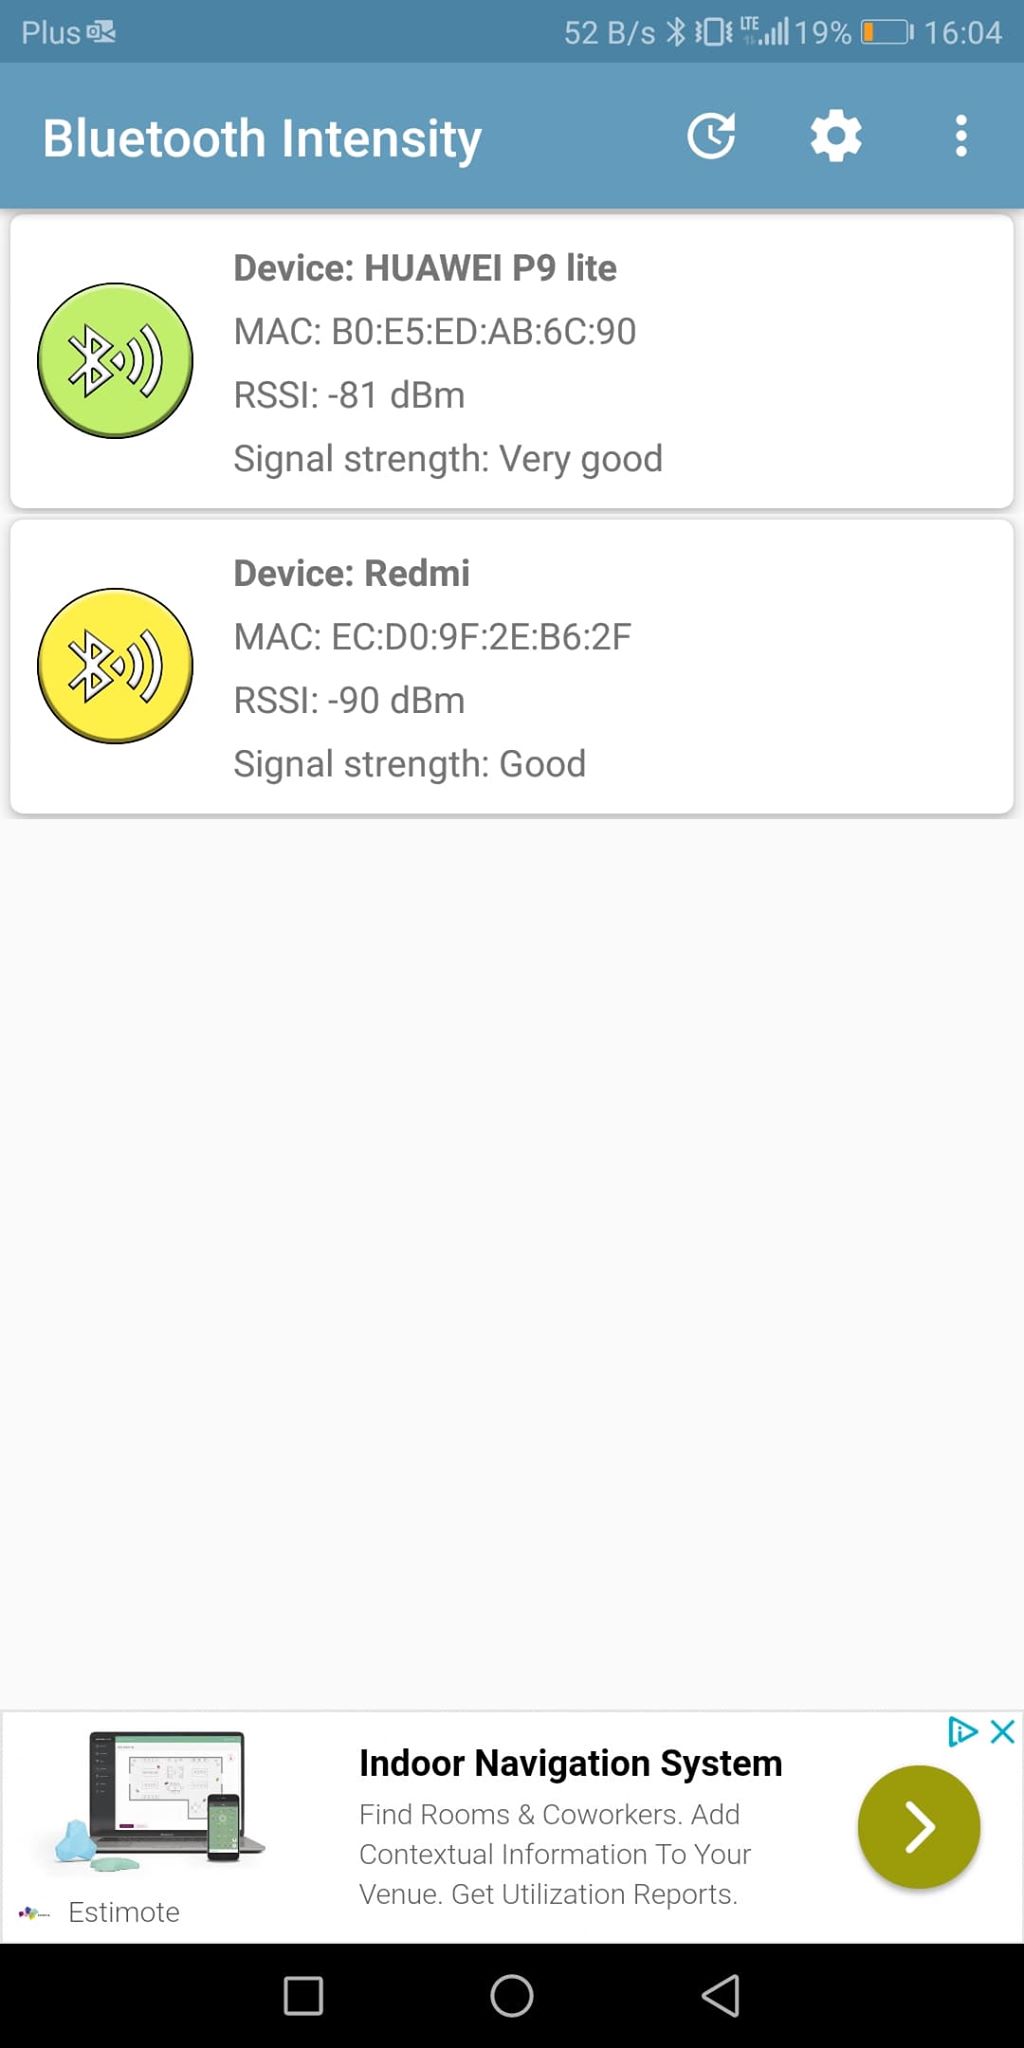 Plus 52 B/s LTE 19% 16:04
Bluetooth Intensity
Device: HUAWEI P9 lite
MAC: B0:E5:ED:AB:6C:90
RSSI: -81 dBm
Signal strength: Very good
Device: Redmi
MAC: EC:D0:9F:2E:B6:2F
RSSI: -90 dBm
Signal strength: Good
Indoor Navigation System
Find Rooms & Coworkers. Add
Contextual Information To Your
Venue. Get Utilization Reports.
Estimote